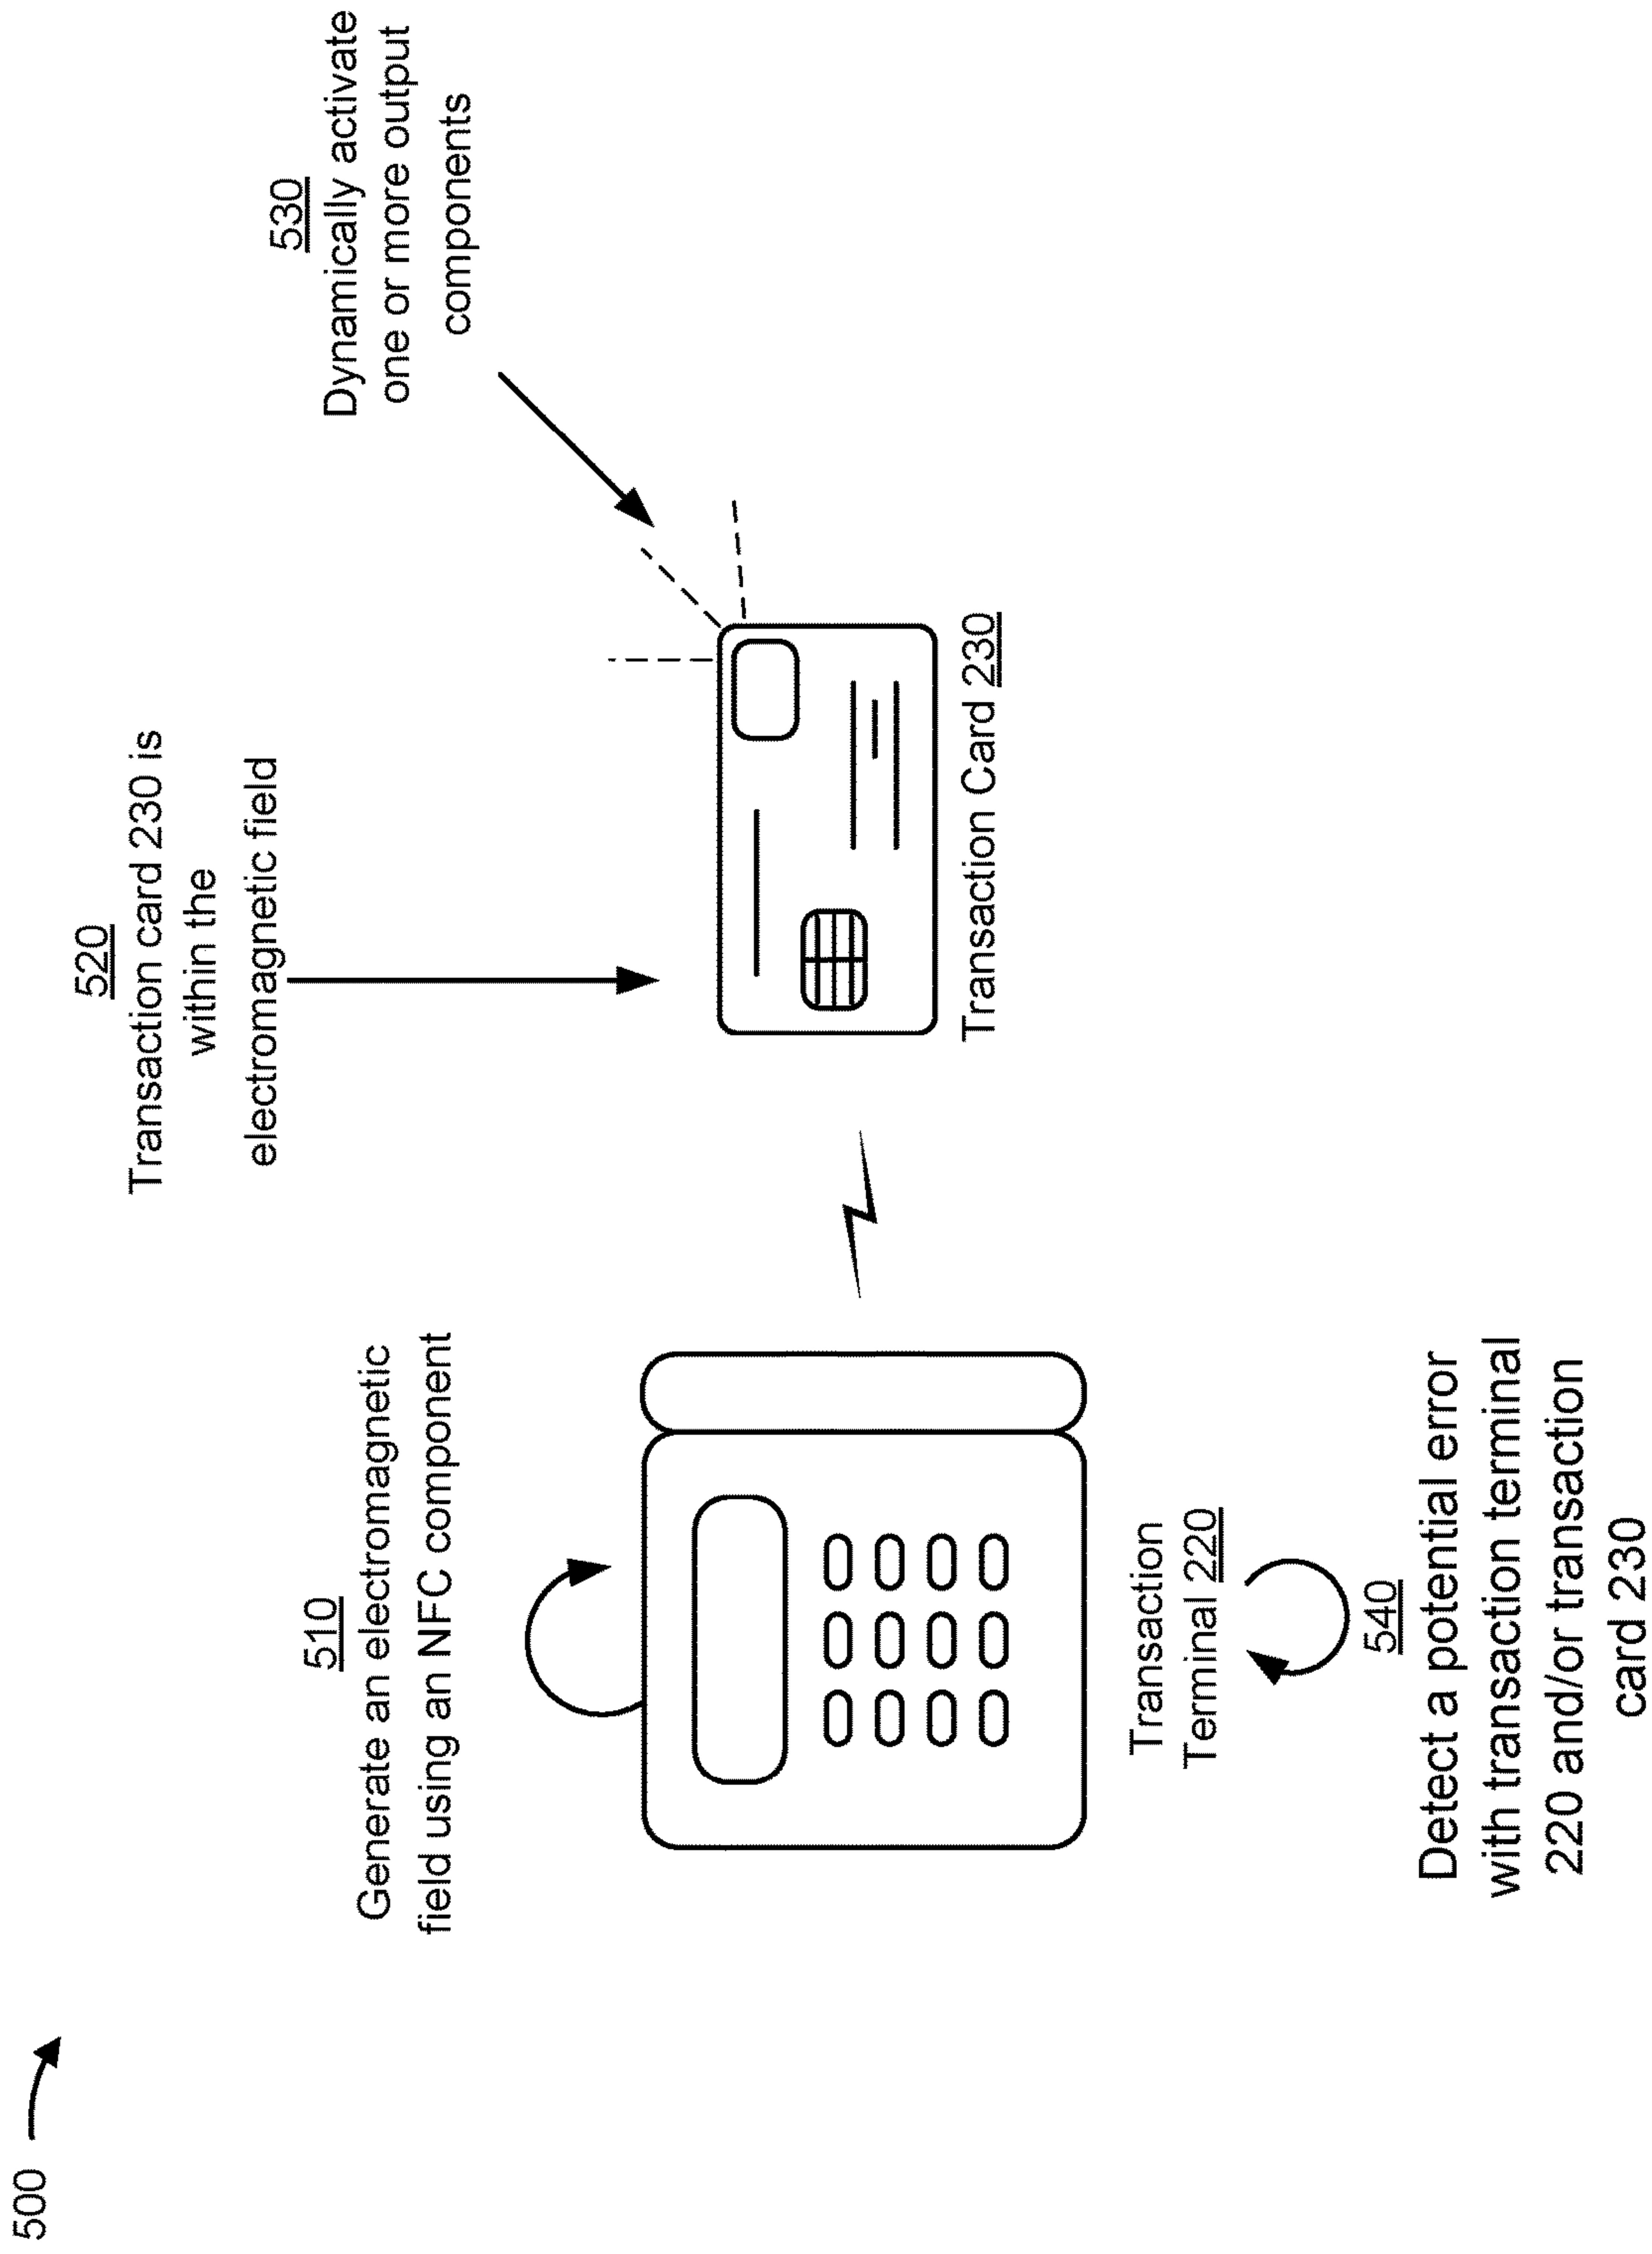 500
510
Generate an electromagnetic
field using an NFC component
520
Transaction card 230 is
within the
electromagnetic field
530
Dynamically activate
one or more output
components
Transaction
Terminal 220
Transaction Card 230
540
Detect a potential error
with transaction terminal
220 and/or transaction
card 230